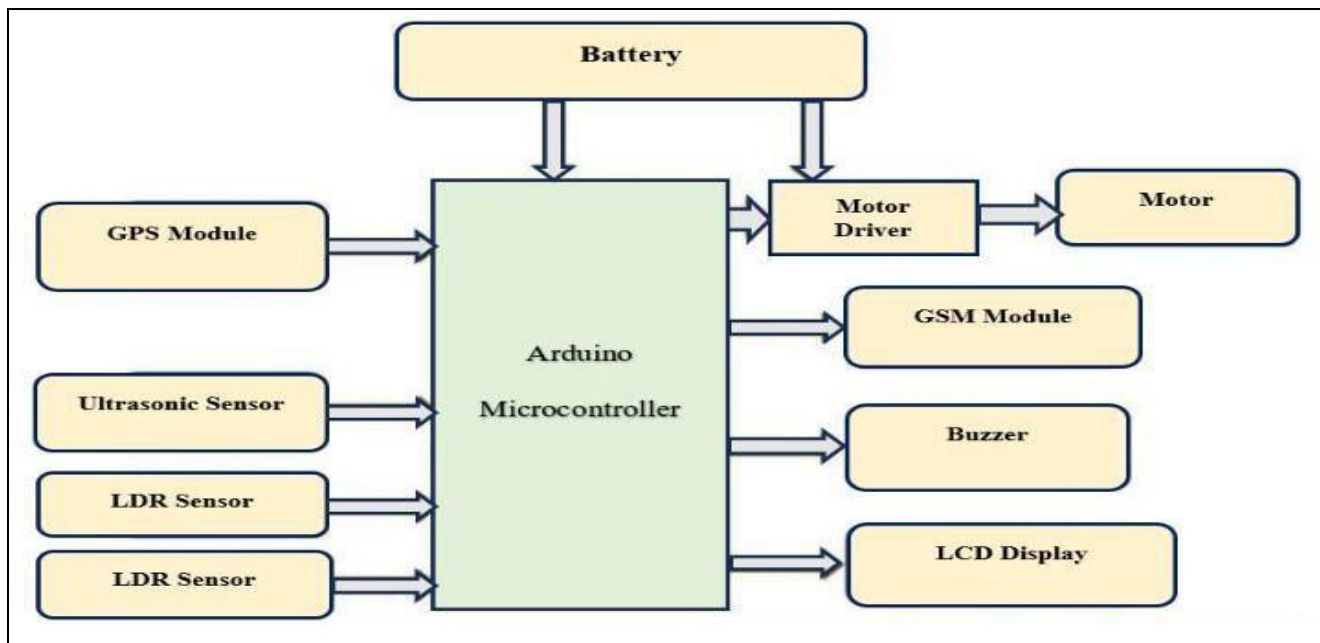 Battery
GPS Module
Ultrasonic Sensor
LDR Sensor
LDR Sensor
Arduino
Microcontroller
Motor
Driver
Motor
GSM Module
Buzzer
LCD Display